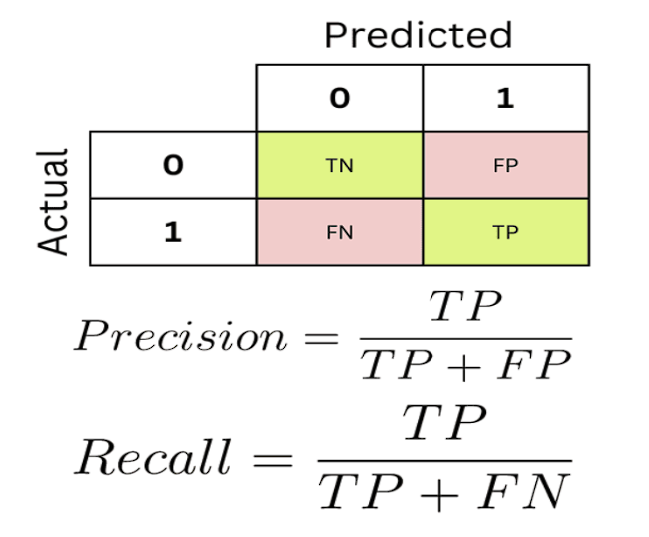 Predicted
0 1
Actual
0 TN FP
1 FN TP
Precision = TP / TP + FP
Recall = TP / TP + FN